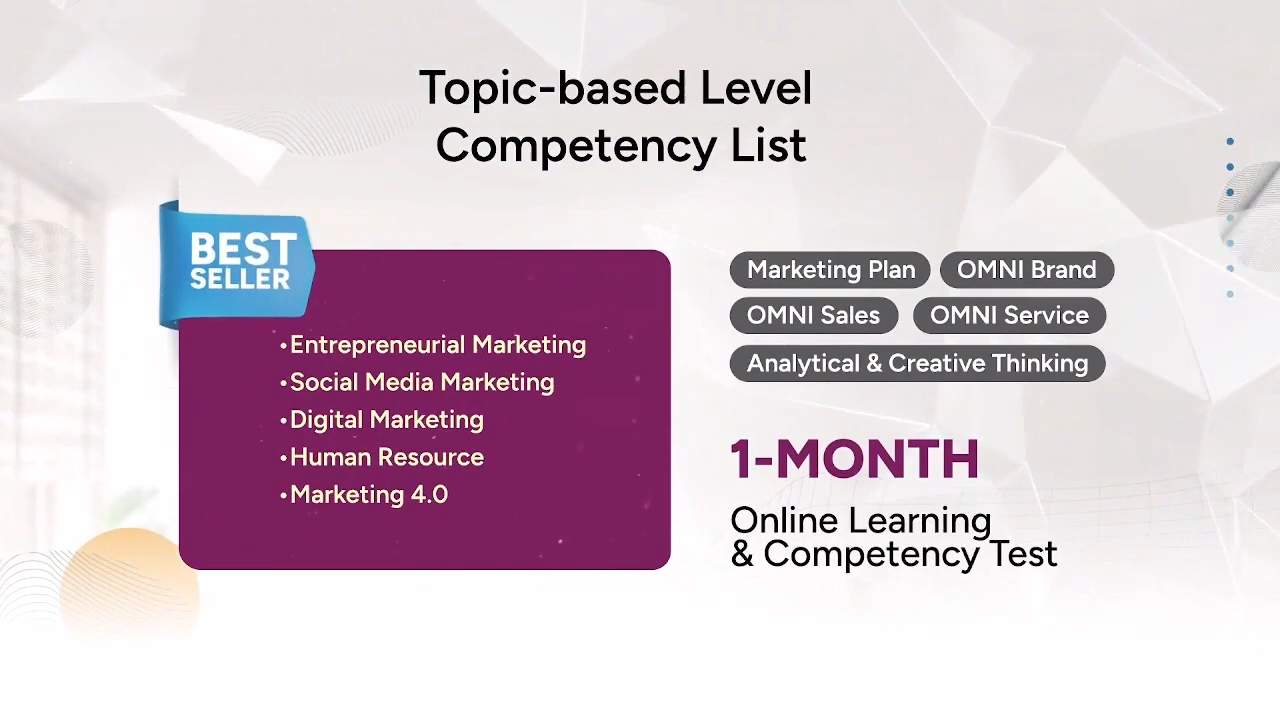 Topic-based Level
Competency List
BEST
SELLER
•Entrepreneurial Marketing
•Social Media Marketing
•Digital Marketing
•Human Resource
•Marketing 4.0
Marketing Plan
OMNI Brand
OMNI Sales
OMNI Service
Analytical & Creative Thinking
1-MONTH
Online Learning
& Competency Test